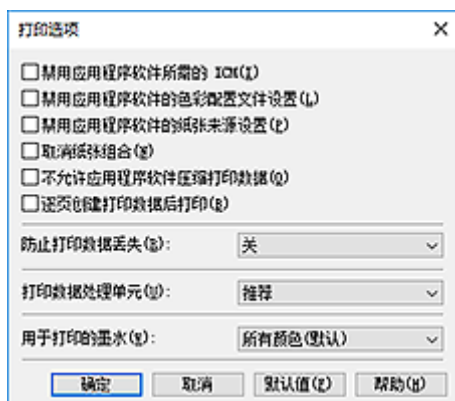 打印选项
禁用应用程序软件所需的 ICM(I)
禁用应用程序软件的色彩配置文件设置(L)
禁用应用程序软件的纸张来源设置(P)
取消纸张组合(N)
不允许应用程序软件压缩打印数据(O)
逐页创建打印数据后打印(R)
防止打印数据丢失(S): 关
打印数据处理单元(U): 推荐
用于打印的墨水(K): 所有颜色(默认)
确定 取消 默认值(F) 帮助(H)